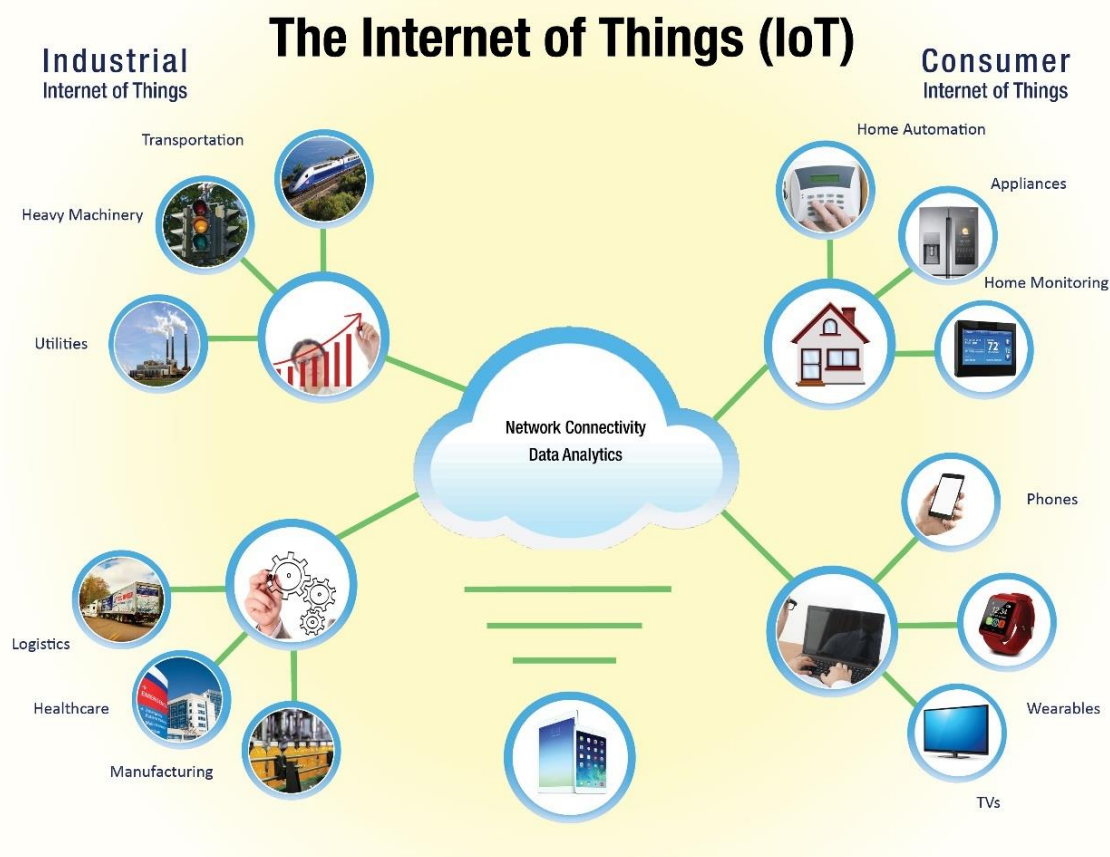 The Internet of Things (IoT)
Industrial
Internet of Things
Consumer
Internet of Things
Transportation
Heavy Machinery
Utilities
Home Automation
Appliances
Home Monitoring
72
Network Connectivity
Data Analytics
Phones
Wearables
TVs
Logistics
Healthcare
Manufacturing